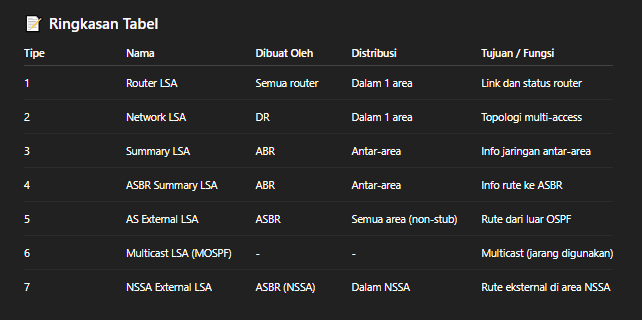 📝 Ringkasan Tabel
Tipe Nama Dibuat Oleh Distribusi Tujuan / Fungsi
1 Router LSA Semua router Dalam 1 area Link dan status router
2 Network LSA DR Dalam 1 area Topologi multi-access
3 Summary LSA ABR Antar-area Info jaringan antar-area
4 ASBR Summary LSA ABR Antar-area Info rute ke ASBR
5 AS External LSA ASBR Semua area (non-stub) Rute dari luar OSPF
6 Multicast LSA (MOSPF) - - Multicast (jarang digunakan)
7 NSSA External LSA ASBR (NSSA) Dalam NSSA Rute eksternal di area NSSA